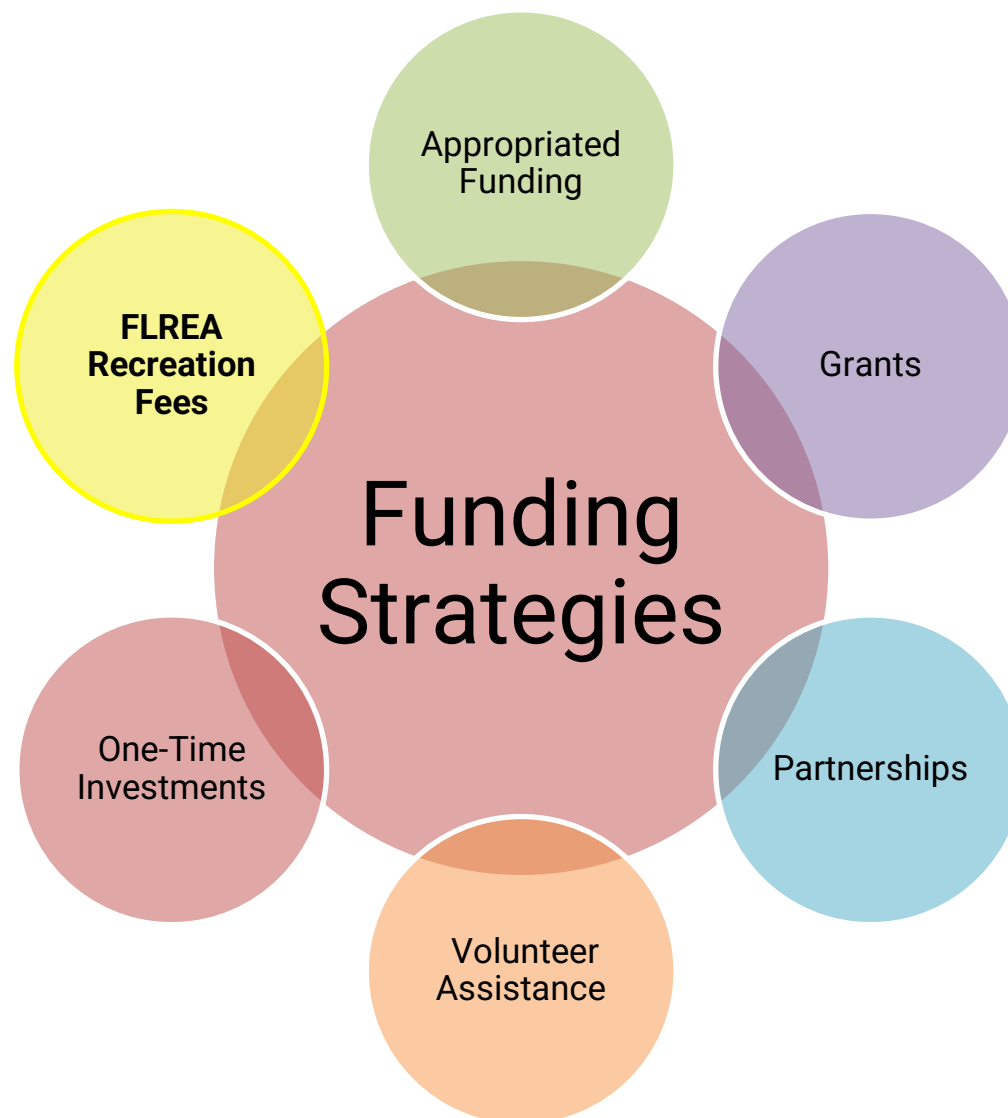 Appropriated
Funding
FLREA
Recreation
Fees
Grants
Funding
Strategies
One-Time
Investments
Partnerships
Volunteer
Assistance